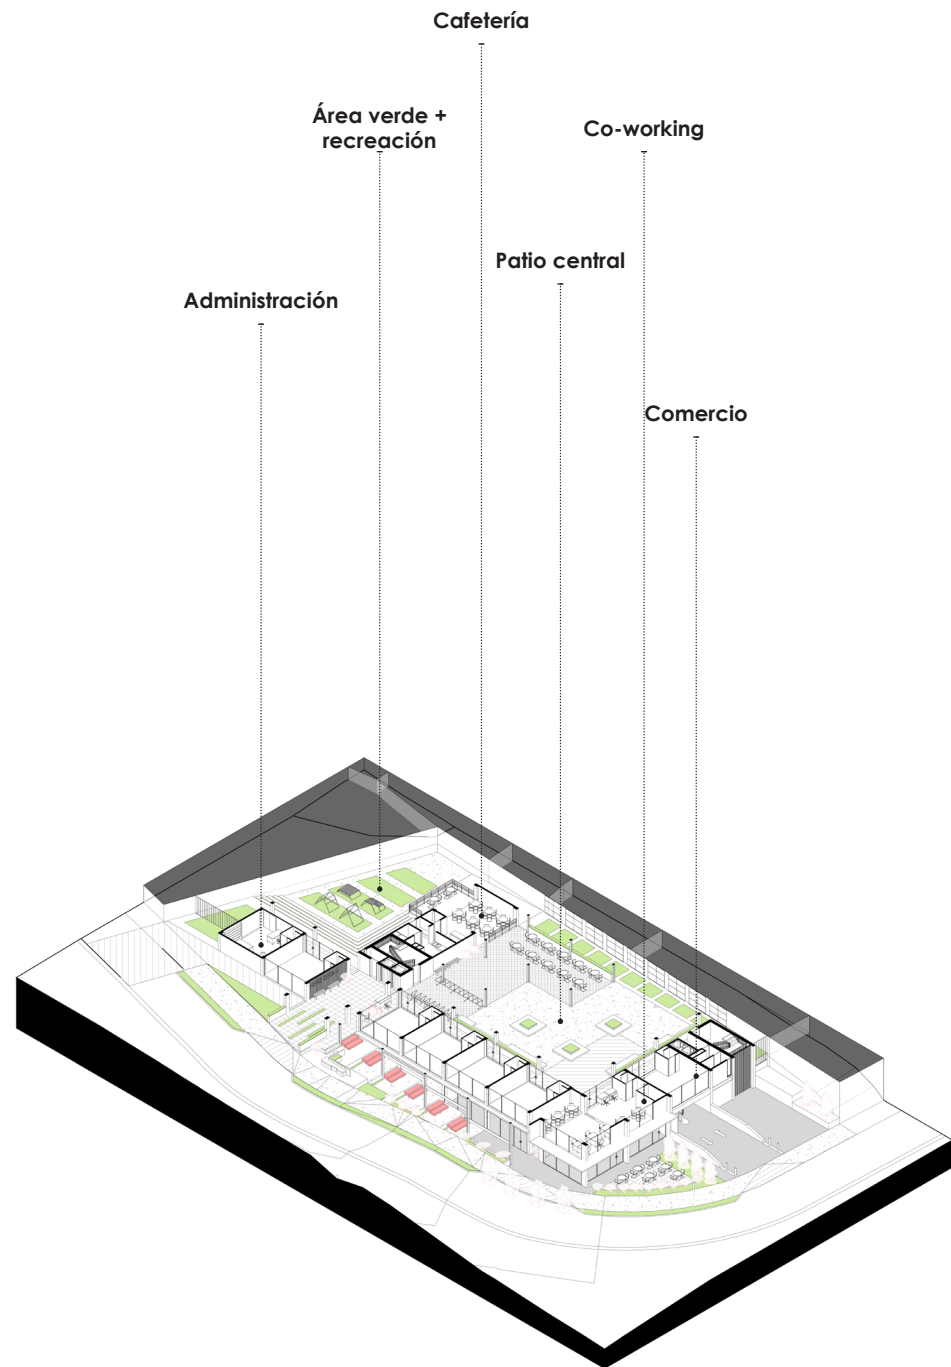 Cafetería
Área verde +
recreación
Co-working
Patio central
Administración
Comercio